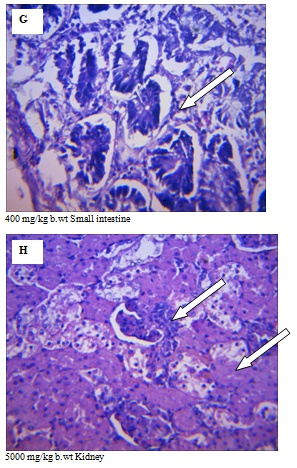 G
400 mg/kg b.wt Small intestine
H
5000 mg/kg b.wt Kidney